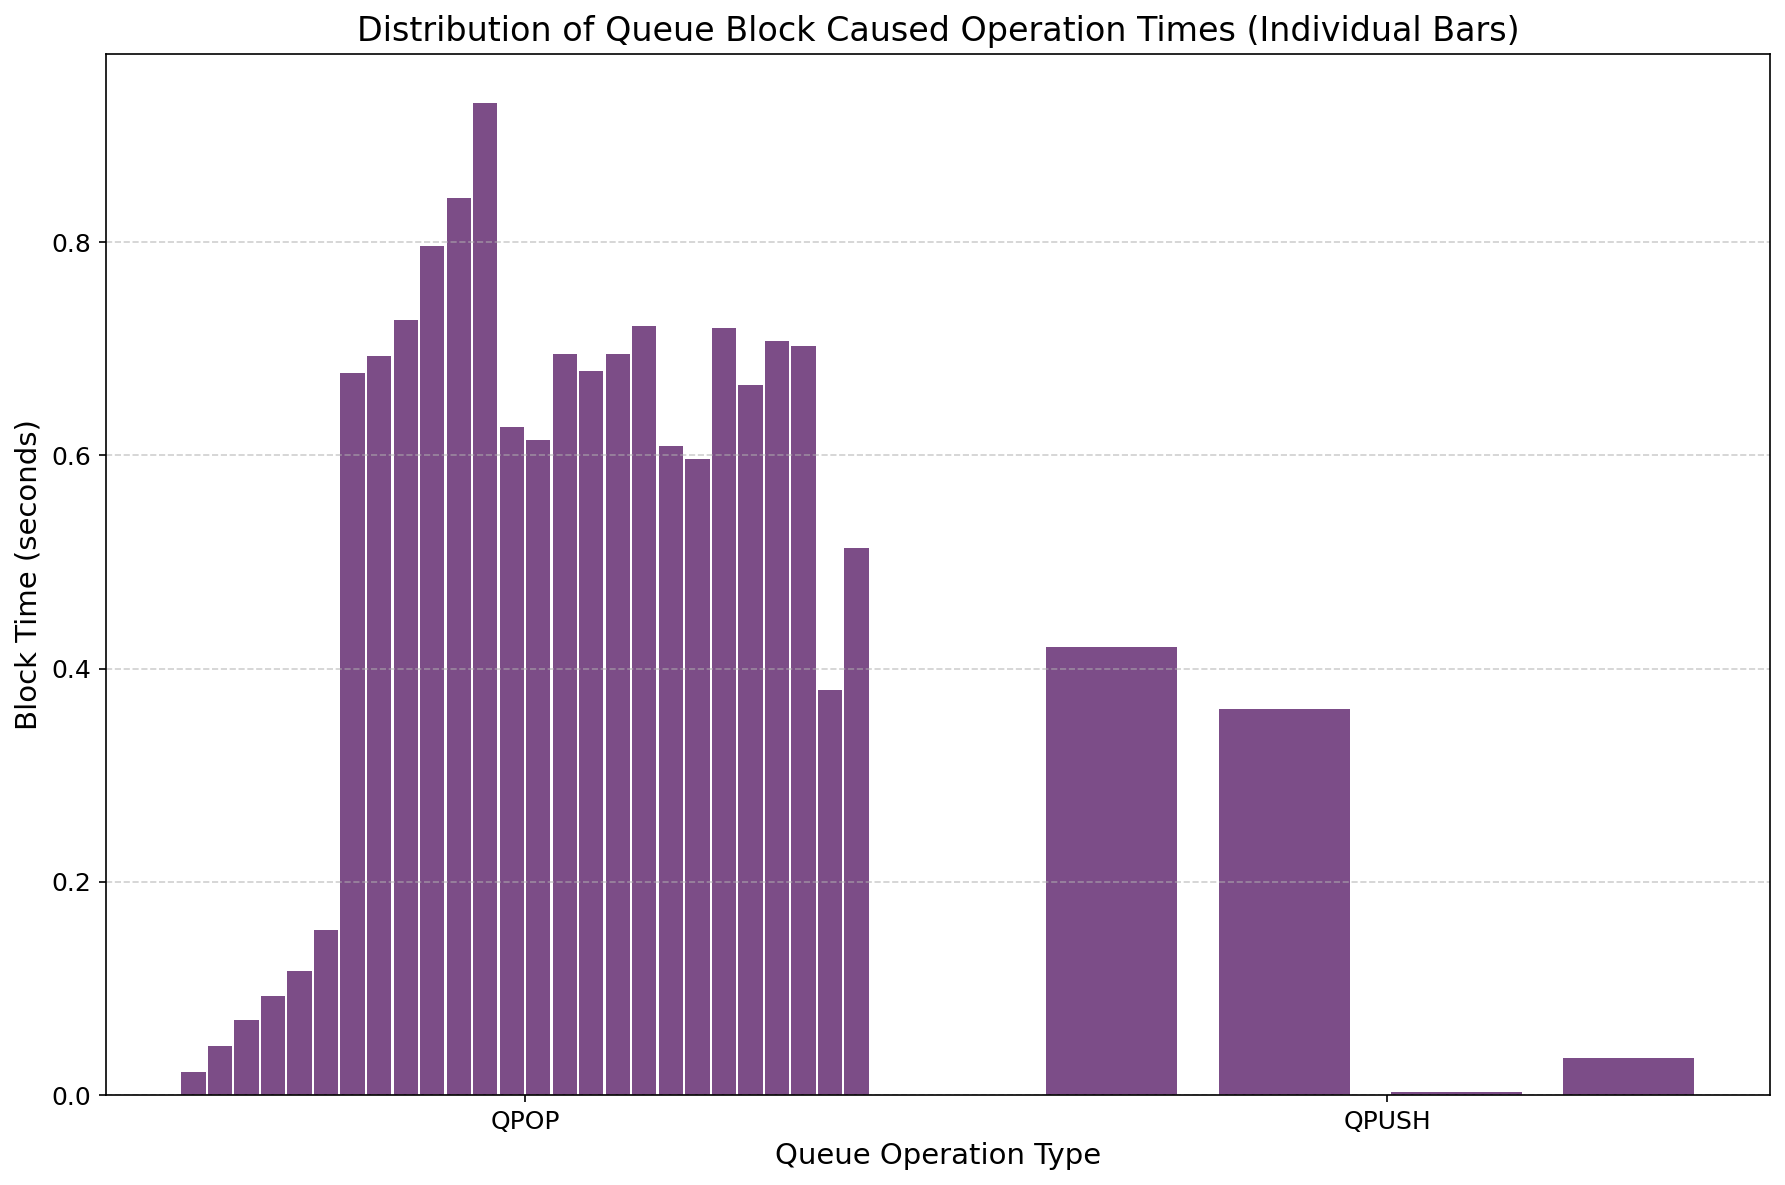 Distribution of Queue Block Caused Operation Times (Individual Bars)
Block Time (seconds)
0.8
0.6
0.4
0.2
0.0
QPOP
QPUSH
Queue Operation Type